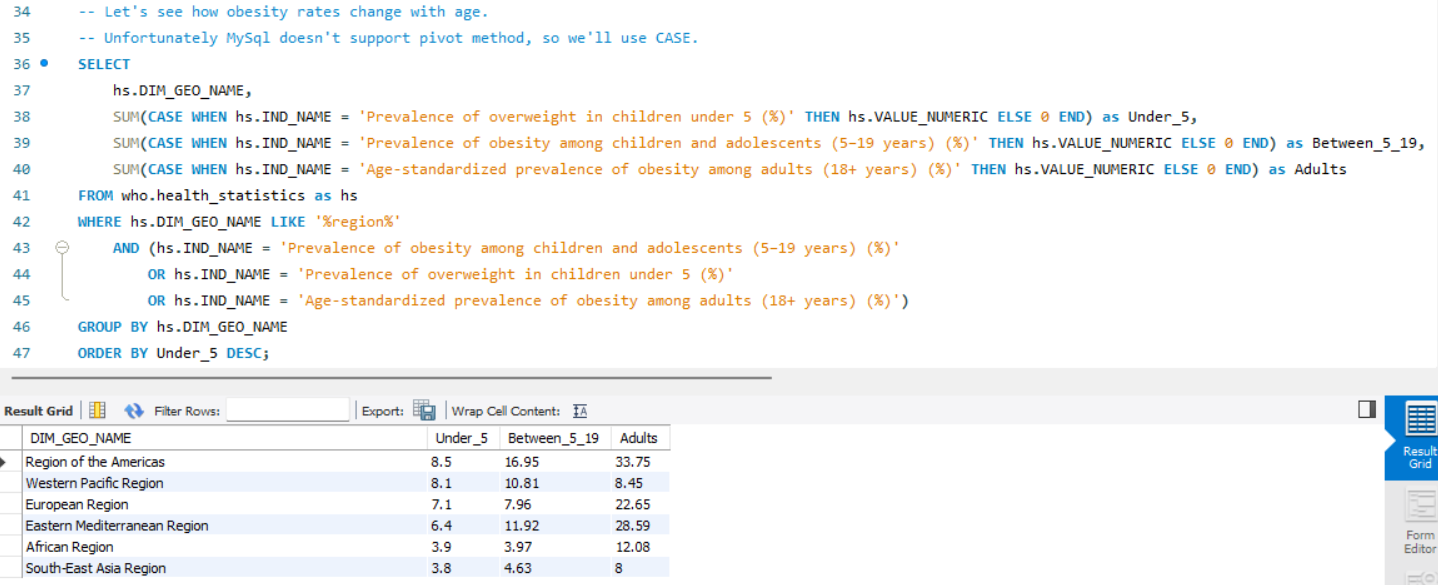 34 -- Let's see how obesity rates change with age.
35 -- Unfortunately MySql doesn't support pivot method, so we'll use CASE.
36 SELECT
37 hs.DIM_GEO_NAME,
38 SUM(CASE WHEN hs.IND_NAME = 'Prevalence of overweight in children under 5 (%)' THEN hs.VALUE_NUMERIC ELSE 0 END) as Under_5,
39 SUM(CASE WHEN hs.IND_NAME = 'Prevalence of obesity among children and adolescents (5–19 years) (%)' THEN hs.VALUE_NUMERIC ELSE 0 END) as Between_5_19,
40 SUM(CASE WHEN hs.IND_NAME = 'Age-standardized prevalence of obesity among adults (18+ years) (%)' THEN hs.VALUE_NUMERIC ELSE 0 END) as Adults
41 FROM who.health_statistics as hs
42 WHERE hs.DIM_GEO_NAME LIKE '%region%'
43 AND (hs.IND_NAME = 'Prevalence of obesity among children and adolescents (5–19 years) (%)'
44 OR hs.IND_NAME = 'Prevalence of overweight in children under 5 (%)'
45 OR hs.IND_NAME = 'Age-standardized prevalence of obesity among adults (18+ years) (%)')
46 GROUP BY hs.DIM_GEO_NAME
47 ORDER BY Under_5 DESC;
Result Grid Filter Rows: Export: Wrap Cell Content: IA
DIM_GEO_NAME Under_5 Between_5_19 Adults
Region of the Americas 8.5 16.95 33.75
Western Pacific Region 8.1 10.81 8.45
European Region 7.1 7.96 22.65
Eastern Mediterranean Region 6.4 11.92 28.59
African Region 3.9 3.97 12.08
South-East Asia Region 3.8 4.63 8
Result
Grid
Form
Editor